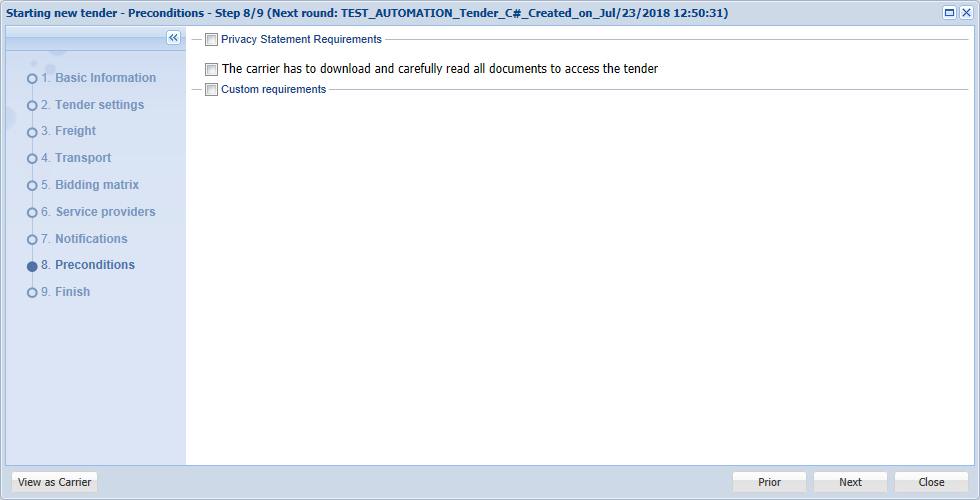 Starting new tender - Preconditions - Step 8/9 (Next round: TEST_AUTOMATION_Tender_C#_Created_on_Jul/23/2018 12:50:31)
Privacy Statement Requirements
The carrier has to download and carefully read all documents to access the tender
Custom requirements
1. Basic Information
2. Tender settings
3. Freight
4. Transport
5. Bidding matrix
6. Service providers
7. Notifications
8. Preconditions
9. Finish
View as Carrier
Prior
Next
Close